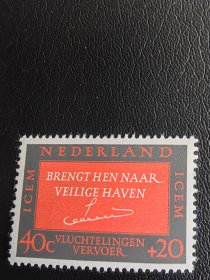 NEDERLAND
ICEM
BRENGT HEN NAAR
VEILIGE HAVEN
ICEM
40c
VLUCHTELINGEN
VERVOER
+20